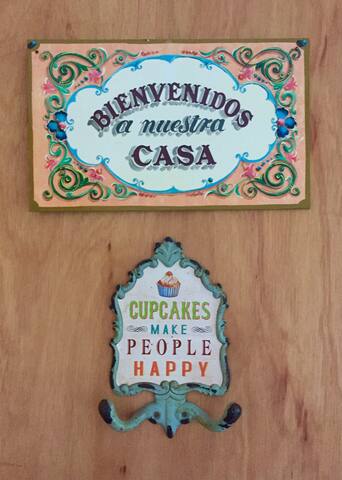 BIENVENIDOS
a nuestra
CASA
CUPCAKES
MAKE
PEOPLE
HAPPY